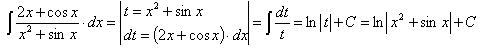 ∫ (2x + cos x)/(x² + sin x) · dx = | t = x² + sin x ; dt = (2x + cos x) · dx | = ∫ dt/t = ln|t| + C = ln|x² + sin x| + C